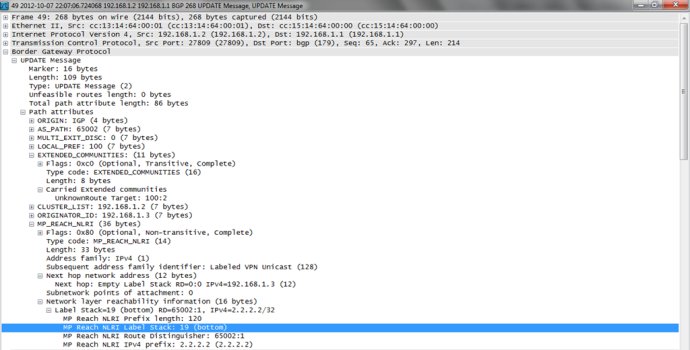 49 2012-10-07 22:07:06.724068 192.168.1.2 192.168.1.1 BGP 268 UPDATE Message, UPDATE Message
Frame 49: 268 bytes on wire (2144 bits), 268 bytes captured (2144 bits)
Ethernet II, Src: cc:13:14:64:00:01 (cc:13:14:64:00:01), Dst: cc:15:14:64:00:00 (cc:15:14:64:00:00)
Internet Protocol Version 4, Src: 192.168.1.2 (192.168.1.2), Dst: 192.168.1.1 (192.168.1.1)
Transmission Control Protocol, Src Port: 27809 (27809), Dst Port: bgp (179), Seq: 65, Ack: 297, Len: 214
Border Gateway Protocol
UPDATE Message
Marker: 16 bytes
Length: 109 bytes
Type: UPDATE Message (2)
Unfeasible routes length: 0 bytes
Total path attribute length: 86 bytes
Path attributes
ORIGIN: IGP (4 bytes)
AS_PATH: 65002 (7 bytes)
MULTI_EXIT_DISC: 0 (7 bytes)
LOCAL_PREF: 100 (7 bytes)
EXTENDED_COMMUNITIES: (11 bytes)
Flags: 0xc0 (Optional, Transitive, Complete)
Type code: EXTENDED_COMMUNITIES (16)
Length: 8 bytes
Carried Extended communities
UnknownRoute Target: 100:2
CLUSTER_LIST: 192.168.1.2 (7 bytes)
ORIGINATOR_ID: 192.168.1.3 (7 bytes)
MP_REACH_NLRI (36 bytes)
Flags: 0x80 (Optional, Non-transitive, Complete)
Type code: MP_REACH_NLRI (14)
Length: 33 bytes
Address family: IPv4 (1)
Subsequent address family identifier: Labeled VPN Unicast (128)
Next hop network address (12 bytes)
Next hop: Empty Label Stack RD=0:0 IPv4=192.168.1.3 (12)
Subnetwork points of attachment: 0
Network layer reachability information (16 bytes)
Label Stack=19 (bottom) RD=65002:1, IPv4=2.2.2.2/32
MP Reach NLRI Prefix length: 120
MP Reach NLRI Label Stack: 19 (bottom)
MP Reach NLRI Route Distinguisher: 65002:1
MP Reach NLRI IPv4 prefix: 2.2.2.2 (2.2.2.2)